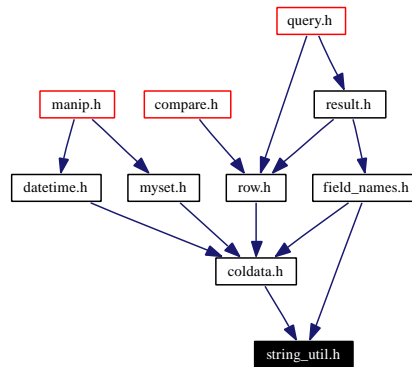 query.h
manip.h
compare.h
result.h
datetime.h
myset.h
row.h
field_names.h
coldata.h
string_util.h